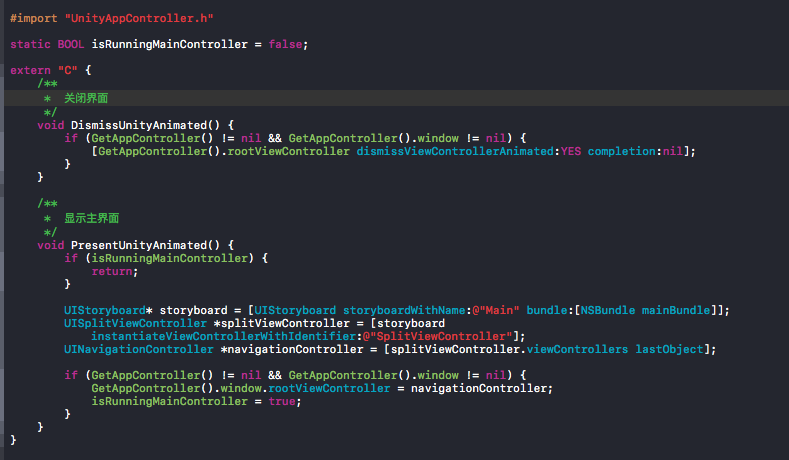 #import "UnityAppController.h"
static BOOL isRunningMainController = false;
extern "C" {
/**
* 关闭界面
*/
void DismissUnityAnimated() {
if (GetAppController() != nil && GetAppController().window != nil) {
[GetAppController().rootViewController dismissViewControllerAnimated:YES completion:nil];
}
}
/**
* 显示主界面
*/
void PresentUnityAnimated() {
if (isRunningMainController) {
return;
}
UIStoryboard* storyboard = [UIStoryboard storyboardWithName:@"Main" bundle:[NSBundle mainBundle]];
UISplitViewController *splitViewController = [storyboard
instantiateViewControllerWithIdentifier:@"SplitViewController"];
UINavigationController *navigationController = [splitViewController.viewControllers lastObject];
if (GetAppController() != nil && GetAppController().window != nil) {
GetAppController().window.rootViewController = navigationController;
isRunningMainController = true;
}
}
}